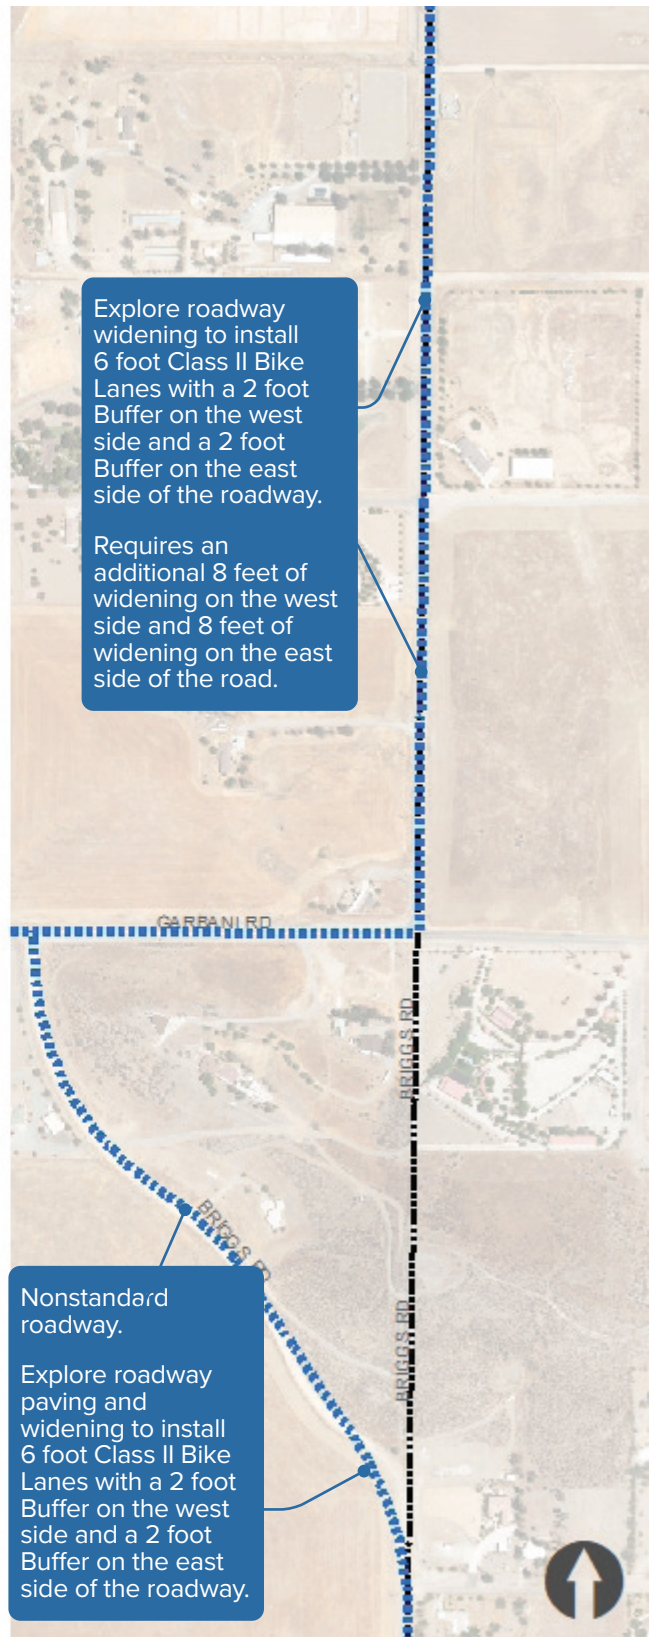 Explore roadway
widening to install
6 foot Class II Bike
Lanes with a 2 foot
Buffer on the west
side and a 2 foot
Buffer on the east
side of the roadway.
Requires an
additional 8 feet of
widening on the west
side and 8 feet of
widening on the east
side of the road.
GARBANI RD
BRIGGS RD
BRIGGS RD
BRIGGS RD
Nonstandard
roadway.
Explore roadway
paving and
widening to install
6 foot Class II Bike
Lanes with a 2 foot
Buffer on the west
side and a 2 foot
Buffer on the east
side of the roadway.